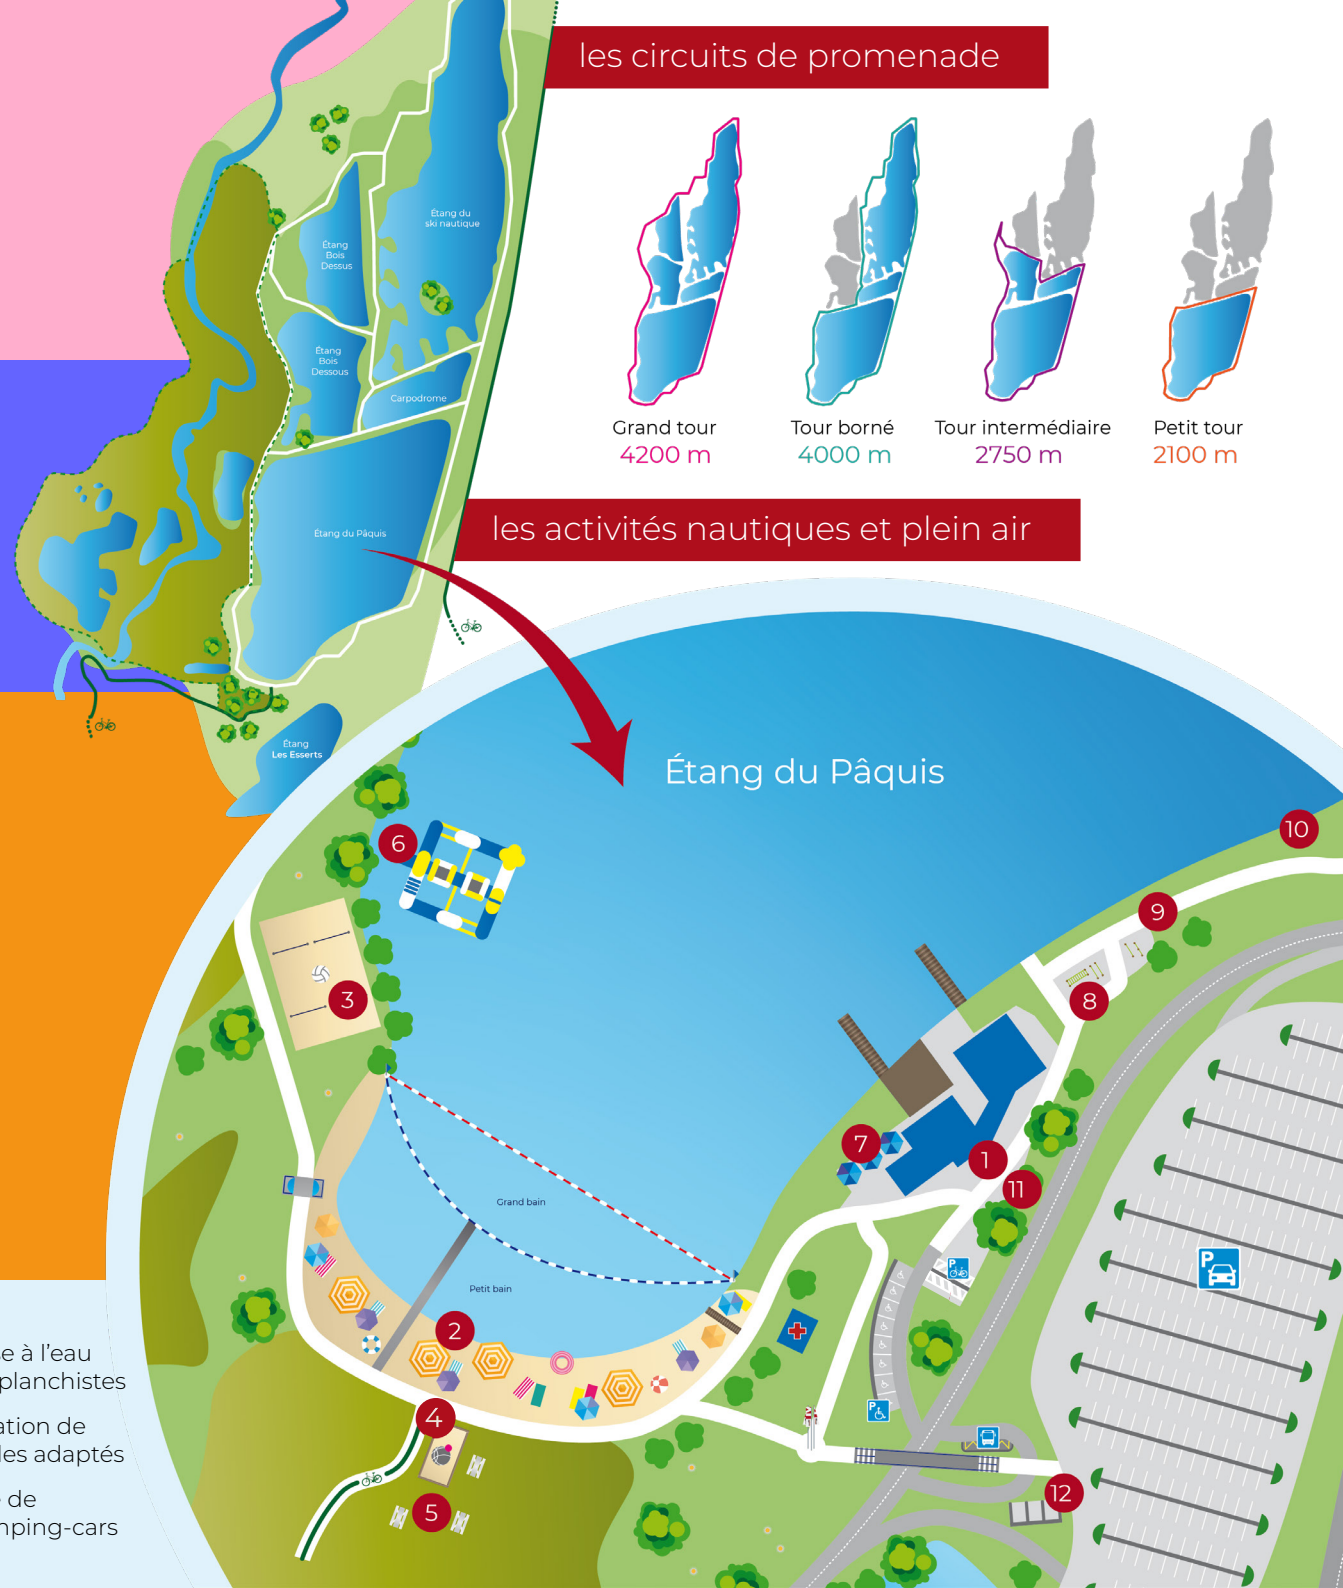 les circuits de promenade
Étang du
ski nautique
Étang
Bois
Dessus
Étang
Bois
Dessous
Carpodrome
Grand tour
4200 m
Tour borné
4000 m
Tour intermédiaire
2750 m
Petit tour
2100 m
les activités nautiques et plein air
Étang du Pâquis
Étang
Les Esserts
Étang du Pâquis
10
6
9
3
8
7
1
11
Grand bain
P
Petit bain
P
2
4
P
5
12
se à l'eau
planchistes
ation de
les adaptés
de
mping-cars